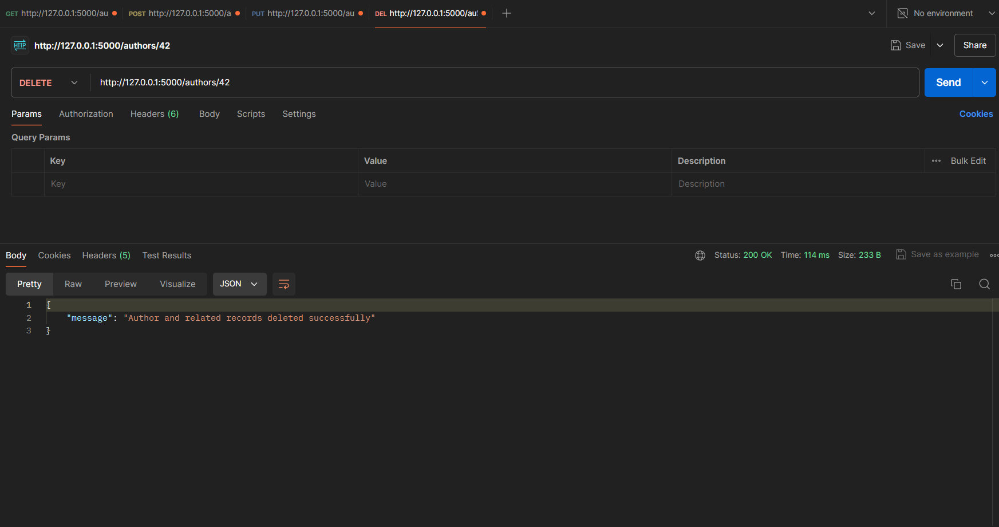 GET http://127.0.0.1:5000/au POST http://127.0.0.1:5000/a PUT http://127.0.0.1:5000/au DEL http://127.0.0.1:5000/au No environment
HTTP http://127.0.0.1:5000/authors/42 Save Share
DELETE http://127.0.0.1:5000/authors/42 Send
Params Authorization Headers (6) Body Scripts Settings Cookies
Query Params
Key Value Description Bulk Edit
Key Value Description
Body Cookies Headers (5) Test Results Status: 200 OK Time: 114 ms Size: 233 B Save as example
Pretty Raw Preview Visualize JSON
1 {
2 "message": "Author and related records deleted successfully"
3 }